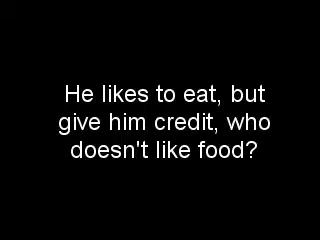 He likes to eat, but
give him credit, who
doesn't like food?